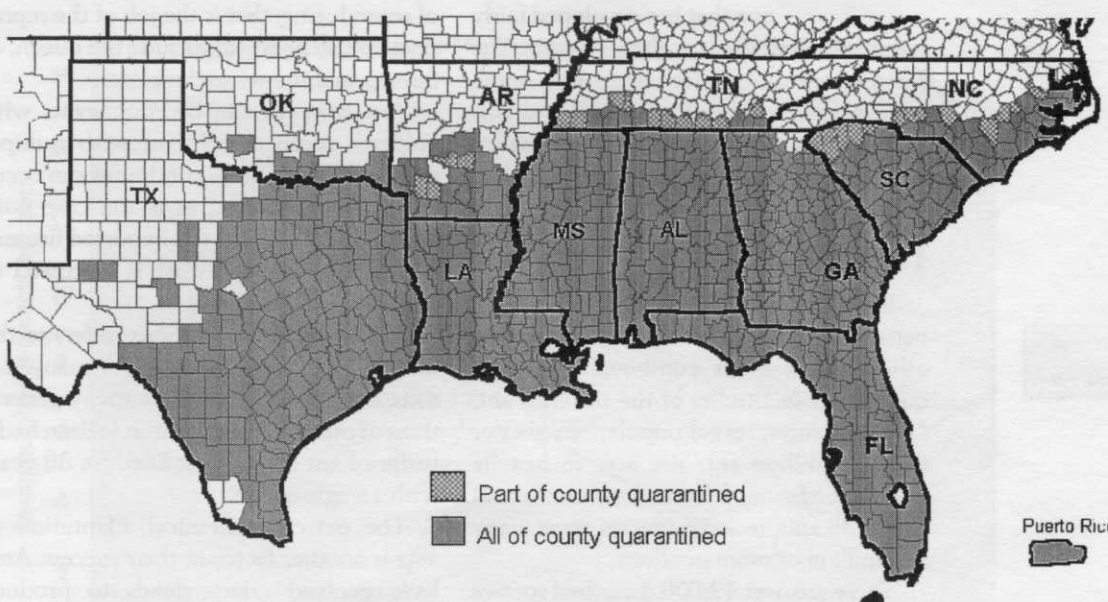 TN
NC
OK
AR
TX
SC
MS
AL
LA
GA
FL
Part of county quarantined
All of county quarantined
Puerto Rico